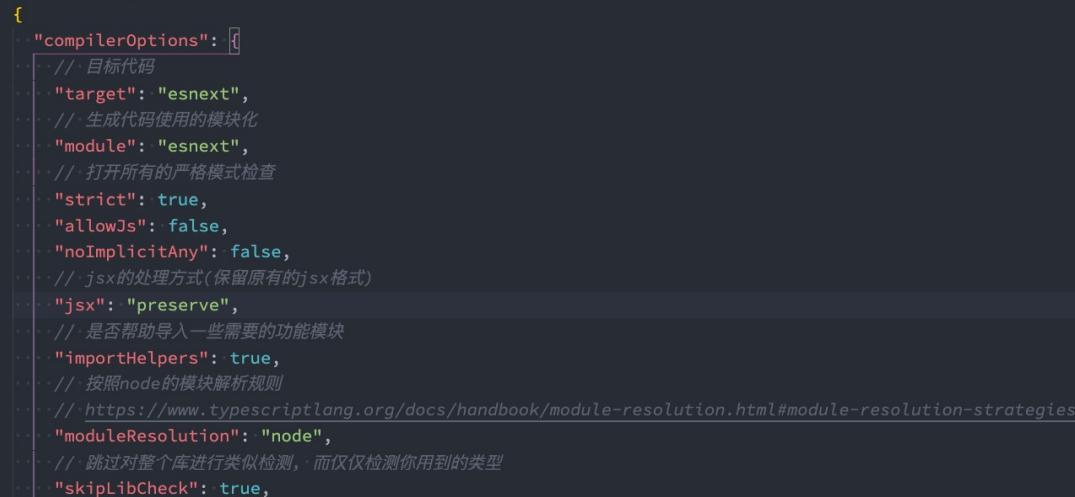 {
"compilerOptions": {
// 目标代码
"target": "esnext",
// 生成代码使用的模块化
"module": "esnext",
// 打开所有的严格模式检查
"strict": true,
"allowJs": false,
"noImplicitAny": false,
// jsx的处理方式(保留原有的jsx格式)
"jsx": "preserve",
// 是否帮助导入一些需要的功能模块
"importHelpers": true,
// 按照node的模块解析规则
// https://www.typescriptlang.org/docs/handbook/module-resolution.html#module-resolution-strategies
"moduleResolution": "node",
// 跳过对整个库进行类似检测, 而仅仅检测你用到的类型
"skipLibCheck": true,